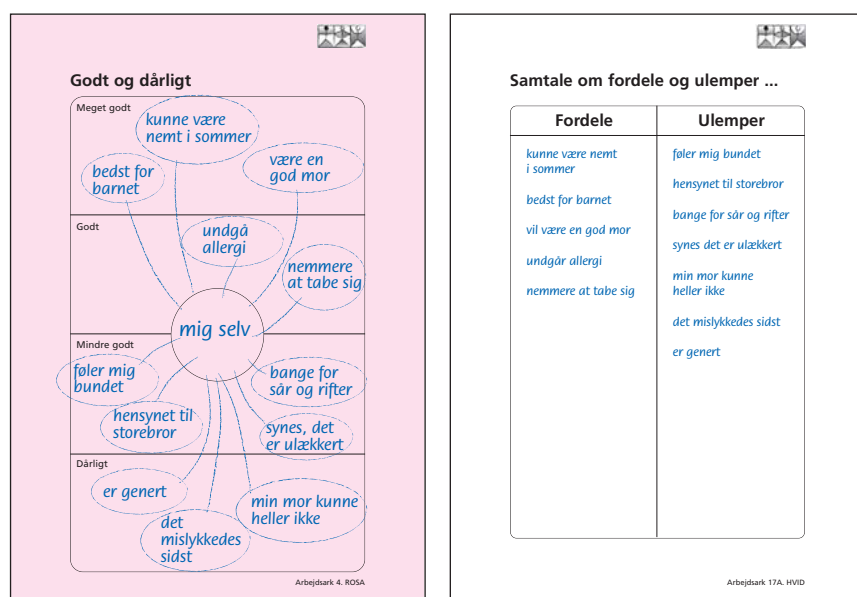 Godt og dårligt
Meget godt
kunne være
nemt i sommer
være en
god mor
bedst for
barnet
Godt
undgå
allergi
nemmere
at tabe sig
mig selv
Mindre godt
føler mig
bundet
bange for
sår og rifter
hensynet til
storebror
synes, det
er ulækkert
Dårligt
er genert
min mor kunne
heller ikke
det
mislykkedes
sidst
Arbejdsark 4. ROSA
Samtale om fordele og ulemper ...
Fordele
kunne være nemt
i sommer
bedst for barnet
vil være en god mor
undgår allergi
nemmere at tabe sig
Ulemper
føler mig bundet
hensynet til storebror
bange for sår og rifter
synes det er ulækkert
min mor kunne
heller ikke
det mislykkedes sidst
er genert
Arbejdsark 17A. HVID